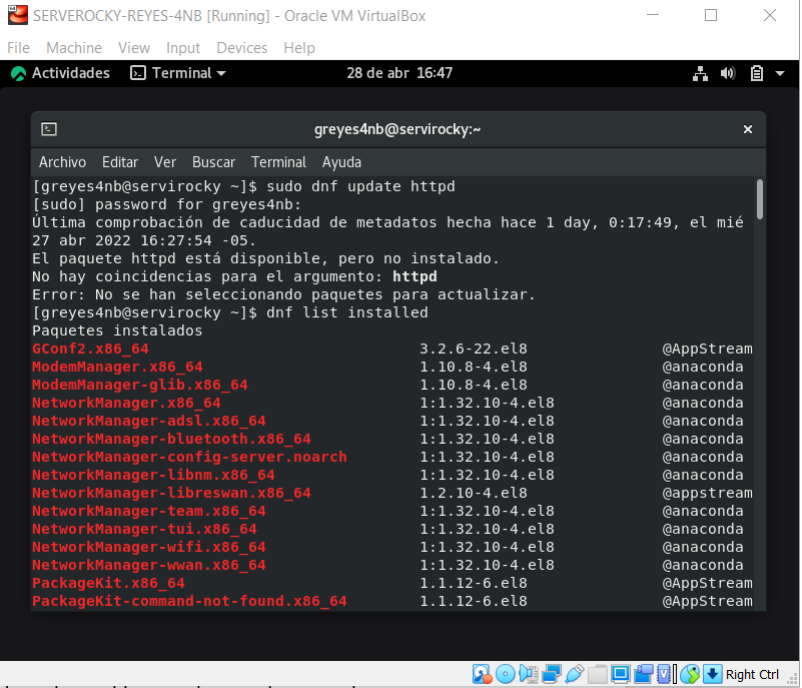 SERVEROCKY-REYES-4NB [Running] - Oracle VM VirtualBox
File Machine View Input Devices Help
Actividades Terminal 28 de abr 16:47
greyes4nb@servirocky:~
Archivo Editar Ver Buscar Terminal Ayuda
[greyes4nb@servirocky ~]$ sudo dnf update httpd
[sudo] password for greyes4nb:
Última comprobación de caducidad de metadatos hecha hace 1 day, 0:17:49, el mié
27 abr 2022 16:27:54 -05.
El paquete httpd está disponible, pero no instalado.
No hay coincidencias para el argumento: httpd
Error: No se han seleccionando paquetes para actualizar.
[greyes4nb@servirocky ~]$ dnf list installed
Paquetes instalados
GConf2.x86_64 3.2.6-22.el8 @AppStream
ModemManager.x86_64 1.10.8-4.el8 @anaconda
ModemManager-glib.x86_64 1.10.8-4.el8 @anaconda
NetworkManager.x86_64 1:1.32.10-4.el8 @anaconda
NetworkManager-adsl.x86_64 1:1.32.10-4.el8 @anaconda
NetworkManager-bluetooth.x86_64 1:1.32.10-4.el8 @anaconda
NetworkManager-config-server.noarch 1:1.32.10-4.el8 @anaconda
NetworkManager-libnm.x86_64 1:1.32.10-4.el8 @anaconda
NetworkManager-libreswan.x86_64 1.2.10-4.el8 @appstream
NetworkManager-team.x86_64 1:1.32.10-4.el8 @anaconda
NetworkManager-tui.x86_64 1:1.32.10-4.el8 @anaconda
NetworkManager-wifi.x86_64 1:1.32.10-4.el8 @anaconda
NetworkManager-wwan.x86_64 1:1.32.10-4.el8 @anaconda
PackageKit.x86_64 1.1.12-6.el8 @AppStream
PackageKit-command-not-found.x86_64 1.1.12-6.el8 @AppStream
Right Ctrl